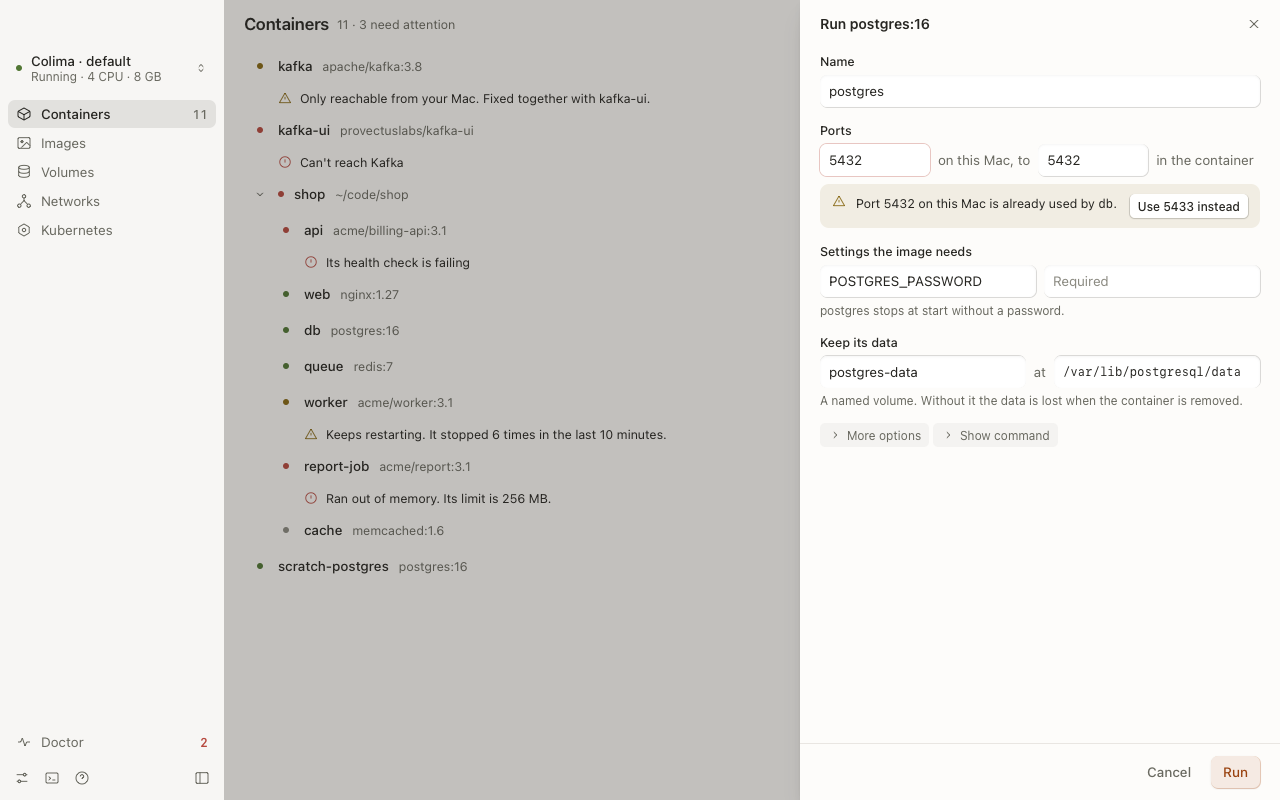 Colima · default
Running · 4 CPU · 8 GB
Containers 11
Images
Volumes
Networks
Kubernetes
Doctor 2
Containers 11 · 3 need attention
kafka apache/kafka:3.8
Only reachable from your Mac. Fixed together with kafka-ui.
kafka-ui provectuslabs/kafka-ui
Can't reach Kafka
shop ~/code/shop
api acme/billing-api:3.1
Its health check is failing
web nginx:1.27
db postgres:16
queue redis:7
worker acme/worker:3.1
Keeps restarting. It stopped 6 times in the last 10 minutes.
report-job acme/report:3.1
Ran out of memory. Its limit is 256 MB.
cache memcached:1.6
scratch-postgres postgres:16
Run postgres:16
Name
postgres
Ports
5432 on this Mac, to 5432 in the container
Port 5432 on this Mac is already used by db. Use 5433 instead
Settings the image needs
POSTGRES_PASSWORD Required
postgres stops at start without a password.
Keep its data
postgres-data at /var/lib/postgresql/data
A named volume. Without it the data is lost when the container is removed.
More options Show command
Cancel Run